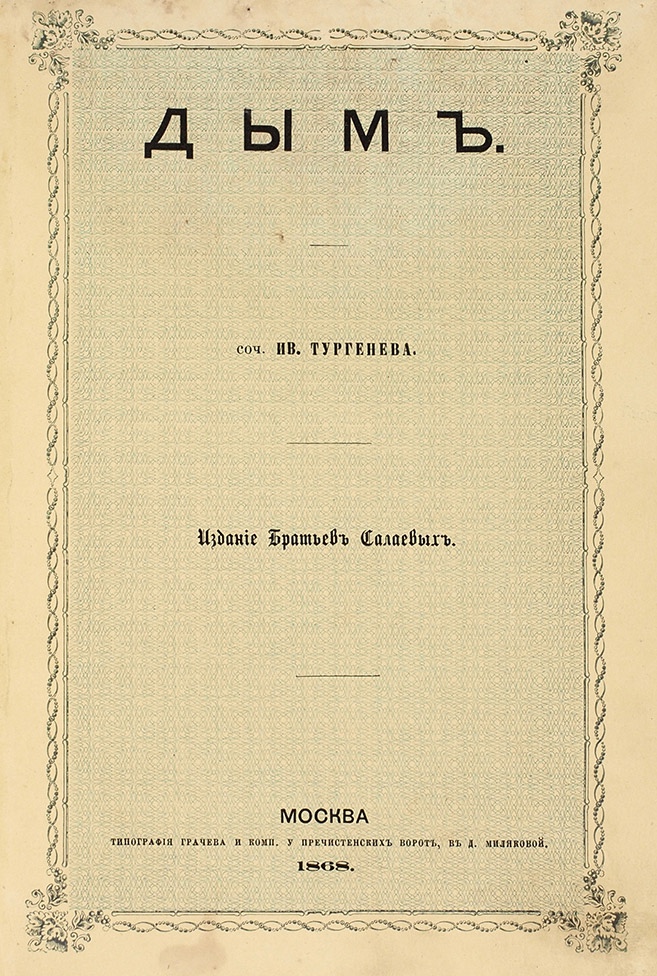 ДЫМЪ.
соч. ИВ. ТУРГЕНЕВА.
Изданіе Братьевъ Салаевыхъ.
МОСКВА
ТИПОГРАФІЯ ГРАЧЕВА И КОМП. У ПРЕЧИСТЕНСКИХЪ ВОРОТЪ, ВЪ Д. МИЛЯКОВОЙ.
1868.